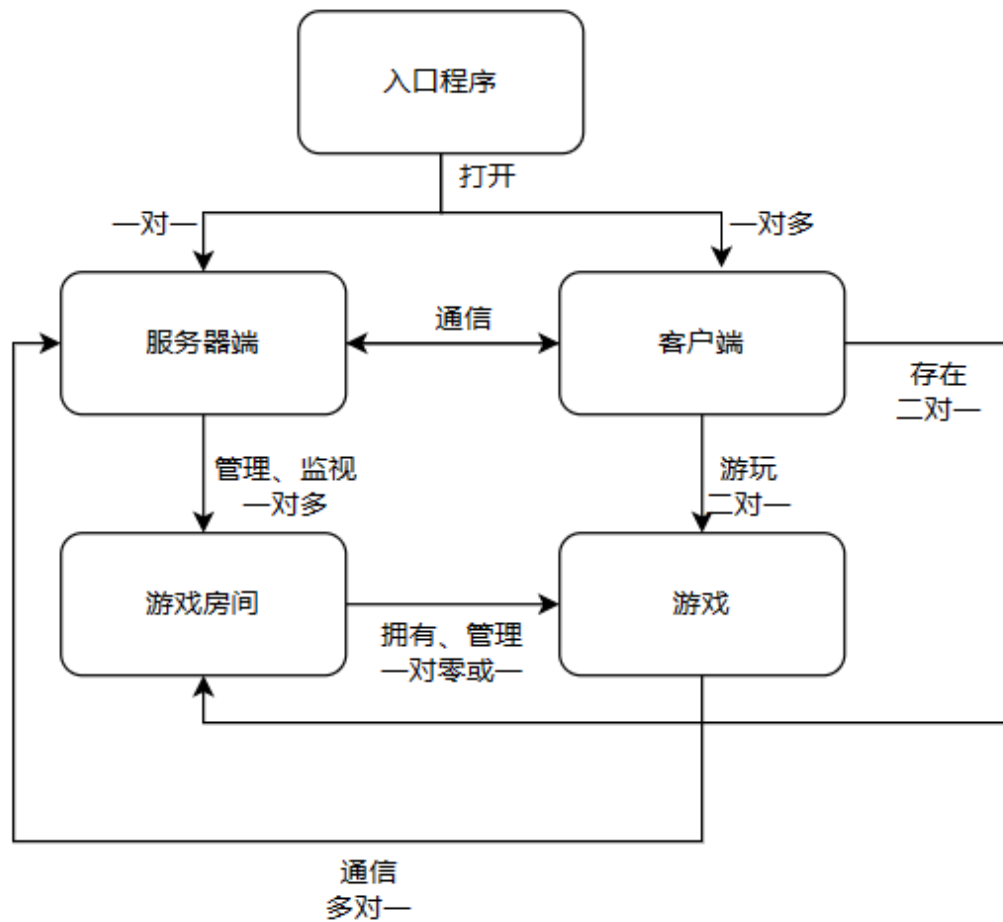 入口程序
打开
一对一
一对多
服务器端
通信
客户端
存在
二对一
管理、监视
一对多
游玩
二对一
游戏房间
游戏
拥有、管理
一对零或一
通信
多对一